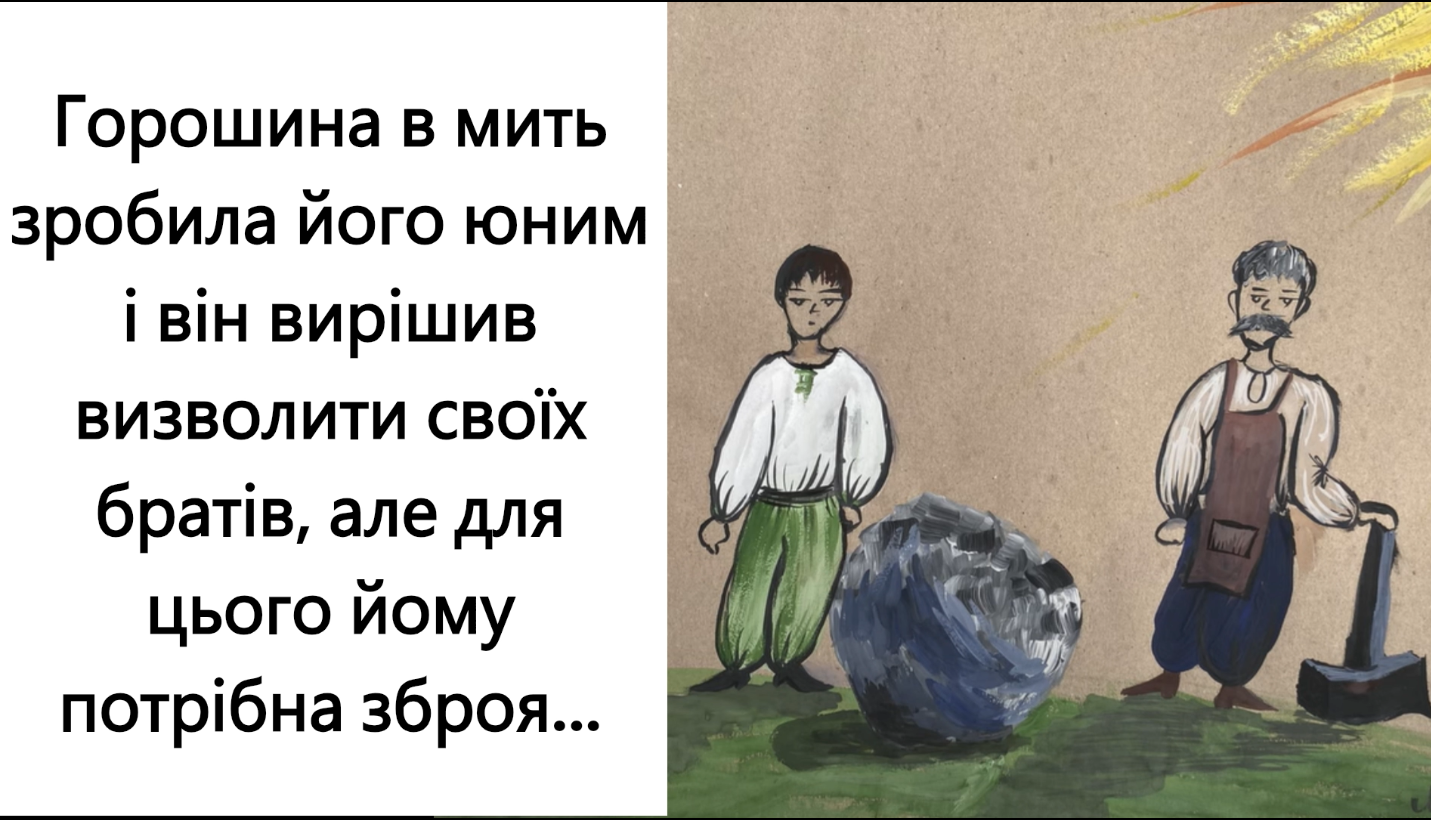 Горошина в мить
зробила його юним
і він вирішив
визволити своїх
братів, але для
цього йому
потрібна зброя...